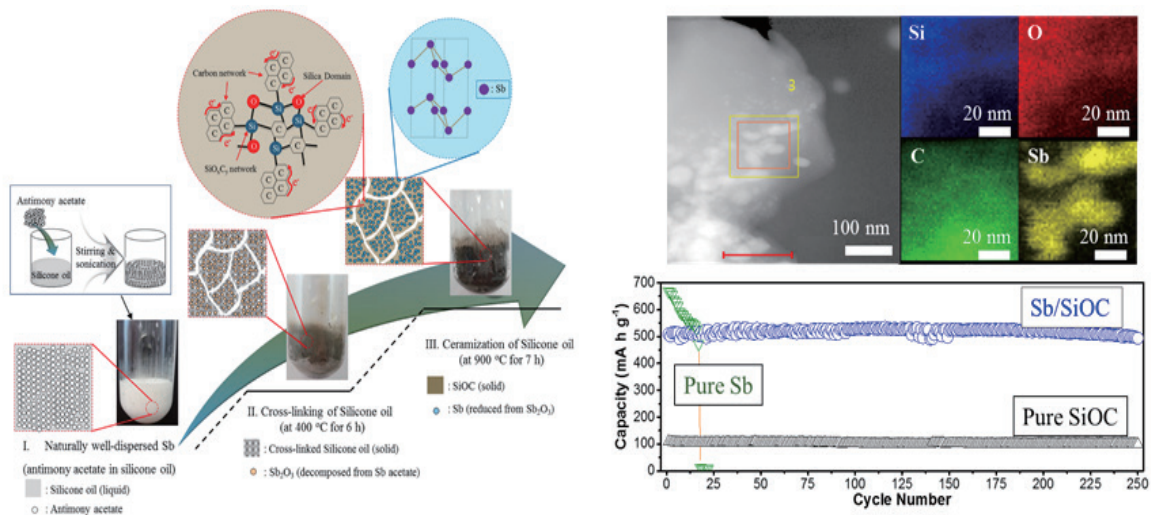 Carbon network
Silica Domain
C
C
C
C
O
Si
O
C
C
C
C
Si
C
Si
C
C
C
C
O
Si
C
C
C
C
C
SiOxCy network
: Sb
Antimony acetate
Silicone oil
Stirring &
sonication
I. Naturally well-dispersed Sb
(antimony acetate in silicone oil)
: Silicone oil (liquid)
: Antimony acetate
II. Cross-linking of Silicone oil
(at 400 °C for 6 h)
: Cross-linked Silicone oil (solid)
: Sb2O3 (decomposed from Sb acetate)
III. Ceramization of Silicone oil
(at 900 °C for 7 h)
: SiOC (solid)
: Sb (reduced from Sb2O3)
3
100 nm
Si
20 nm
O
20 nm
C
20 nm
Sb
20 nm
Capacity (mA h g-1)
700
600
500
400
300
200
100
0
Sb/SiOC
Pure Sb
Pure SiOC
0 25 50 75 100 125 150 175 200 225 250
Cycle Number